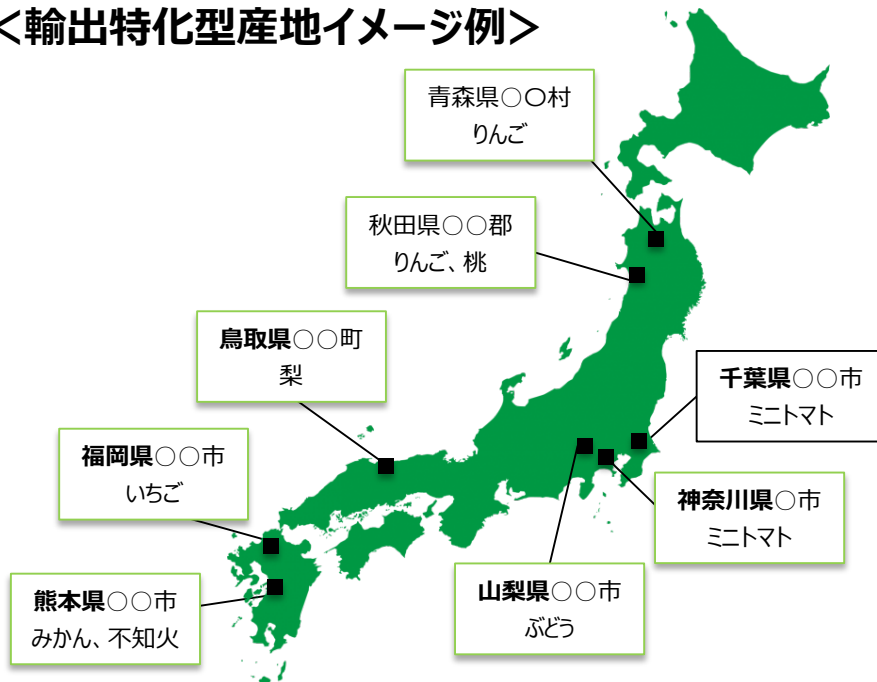 <輸出特化型産地イメージ例>
青森県○〇村
りんご
秋田県○○郡
りんご、桃
鳥取県○○町
梨
千葉県○○市
ミニトマト
福岡県○○市
いちご
神奈川県○市
ミニトマト
熊本県○○市
みかん、不知火
山梨県○○市
ぶどう